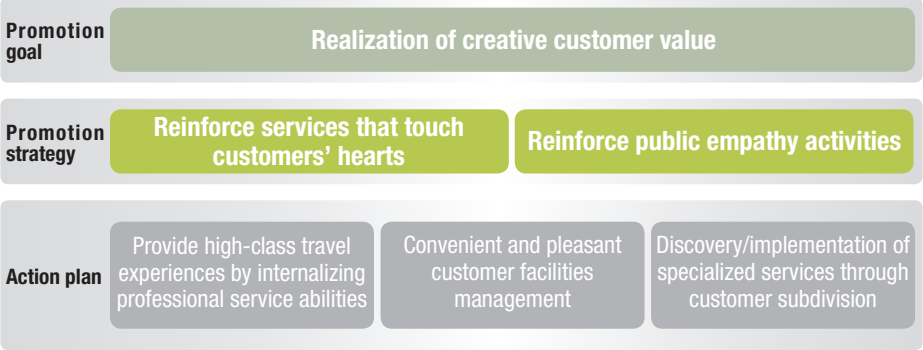 Promotion
goal
Realization of creative customer value
Promotion
strategy
Reinforce services that touch
customers’ hearts
Reinforce public empathy activities
Action plan
Provide high-class travel
experiences by internalizing
professional service abilities
Convenient and pleasant
customer facilities
management
Discovery/implementation of
specialized services through
customer subdivision